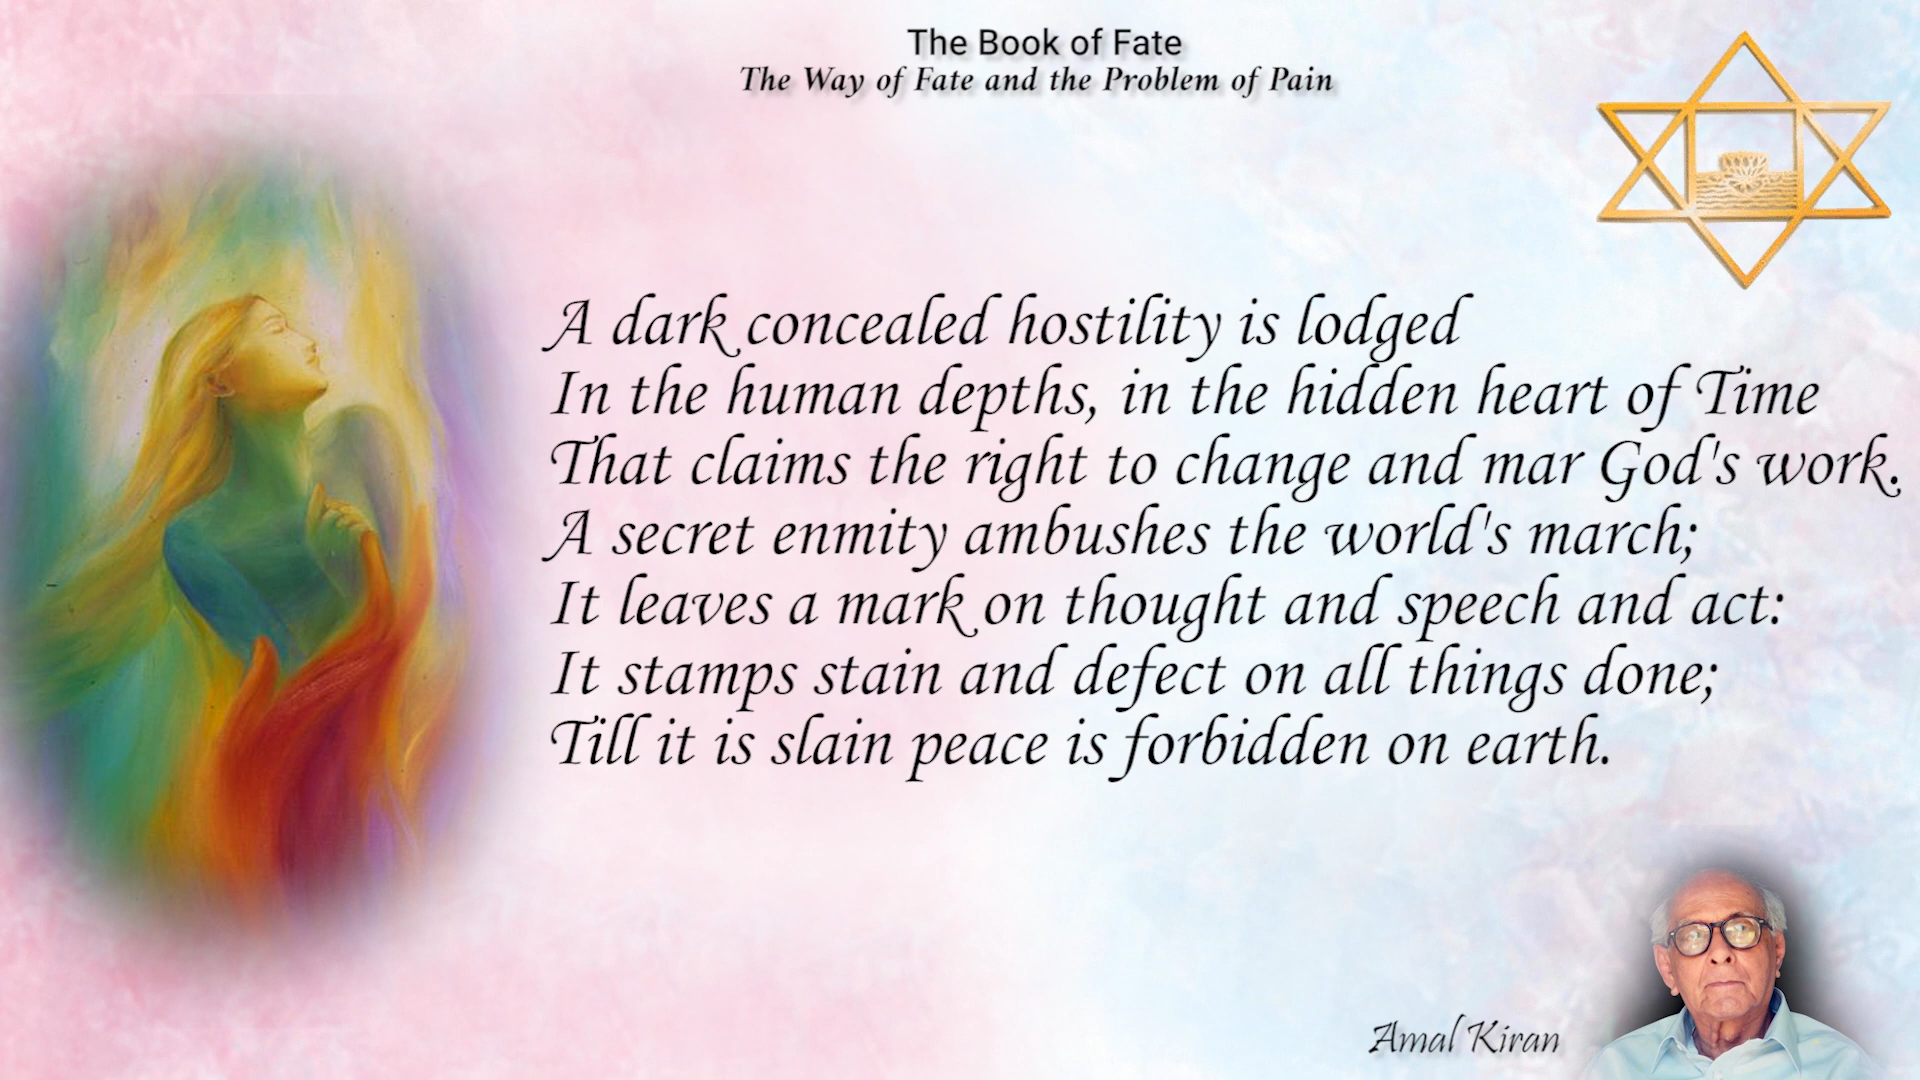 The Book of Fate
The Way of Fate and the Problem of Pain
A dark concealed hostility is lodged
In the human depths, in the hidden heart of Time
That claims the right to change and mar God's work.
A secret enmity ambushes the world's march;
It leaves a mark on thought and speech and act:
It stamps stain and defect on all things done;
Till it is slain peace is forbidden on earth.
Amal Kiran